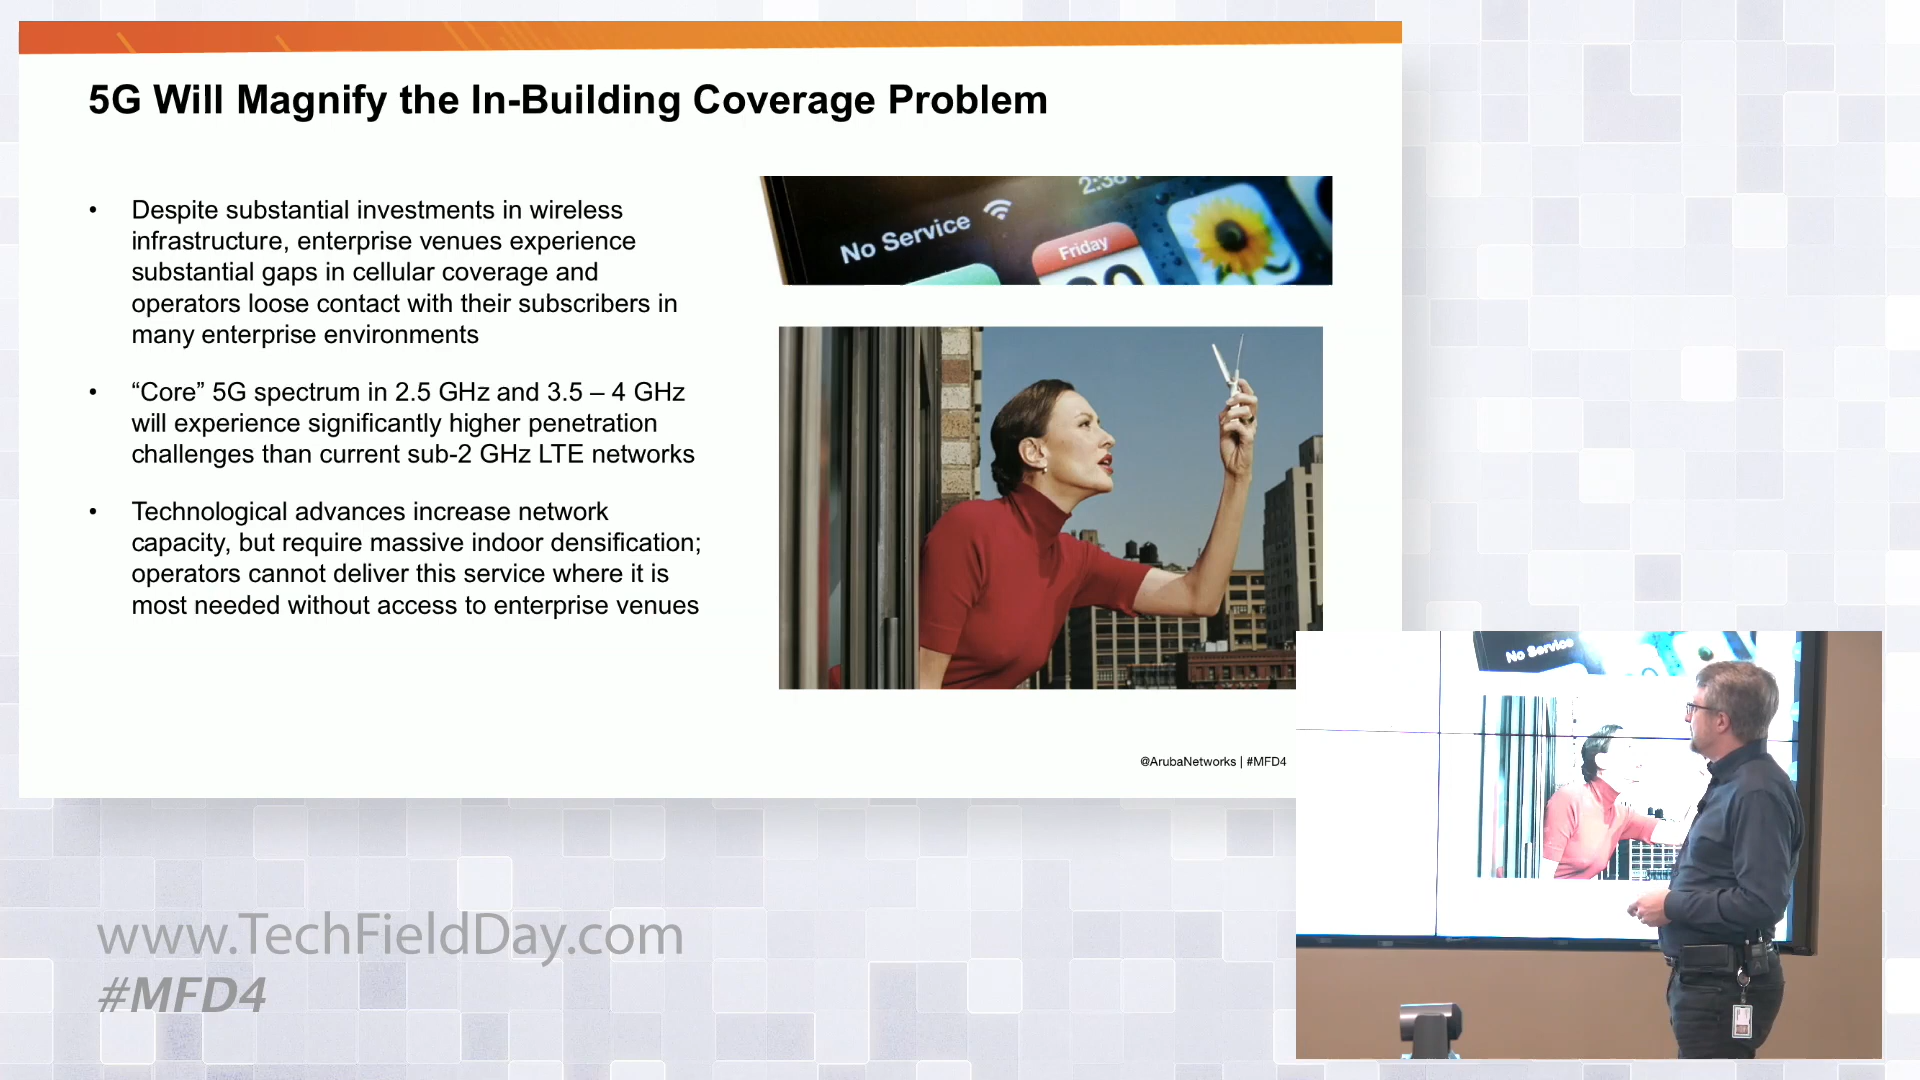 5G Will Magnify the In-Building Coverage Problem
• Despite substantial investments in wireless
infrastructure, enterprise venues experience
substantial gaps in cellular coverage and
operators loose contact with their subscribers in
many enterprise environments
• “Core” 5G spectrum in 2.5 GHz and 3.5 – 4 GHz
will experience significantly higher penetration
challenges than current sub-2 GHz LTE networks
• Technological advances increase network
capacity, but require massive indoor densification;
operators cannot deliver this service where it is
most needed without access to enterprise venues
No Service
Friday
@ArubaNetworks | #MFD4
No Service
www.TechFieldDay.com
#MFD4